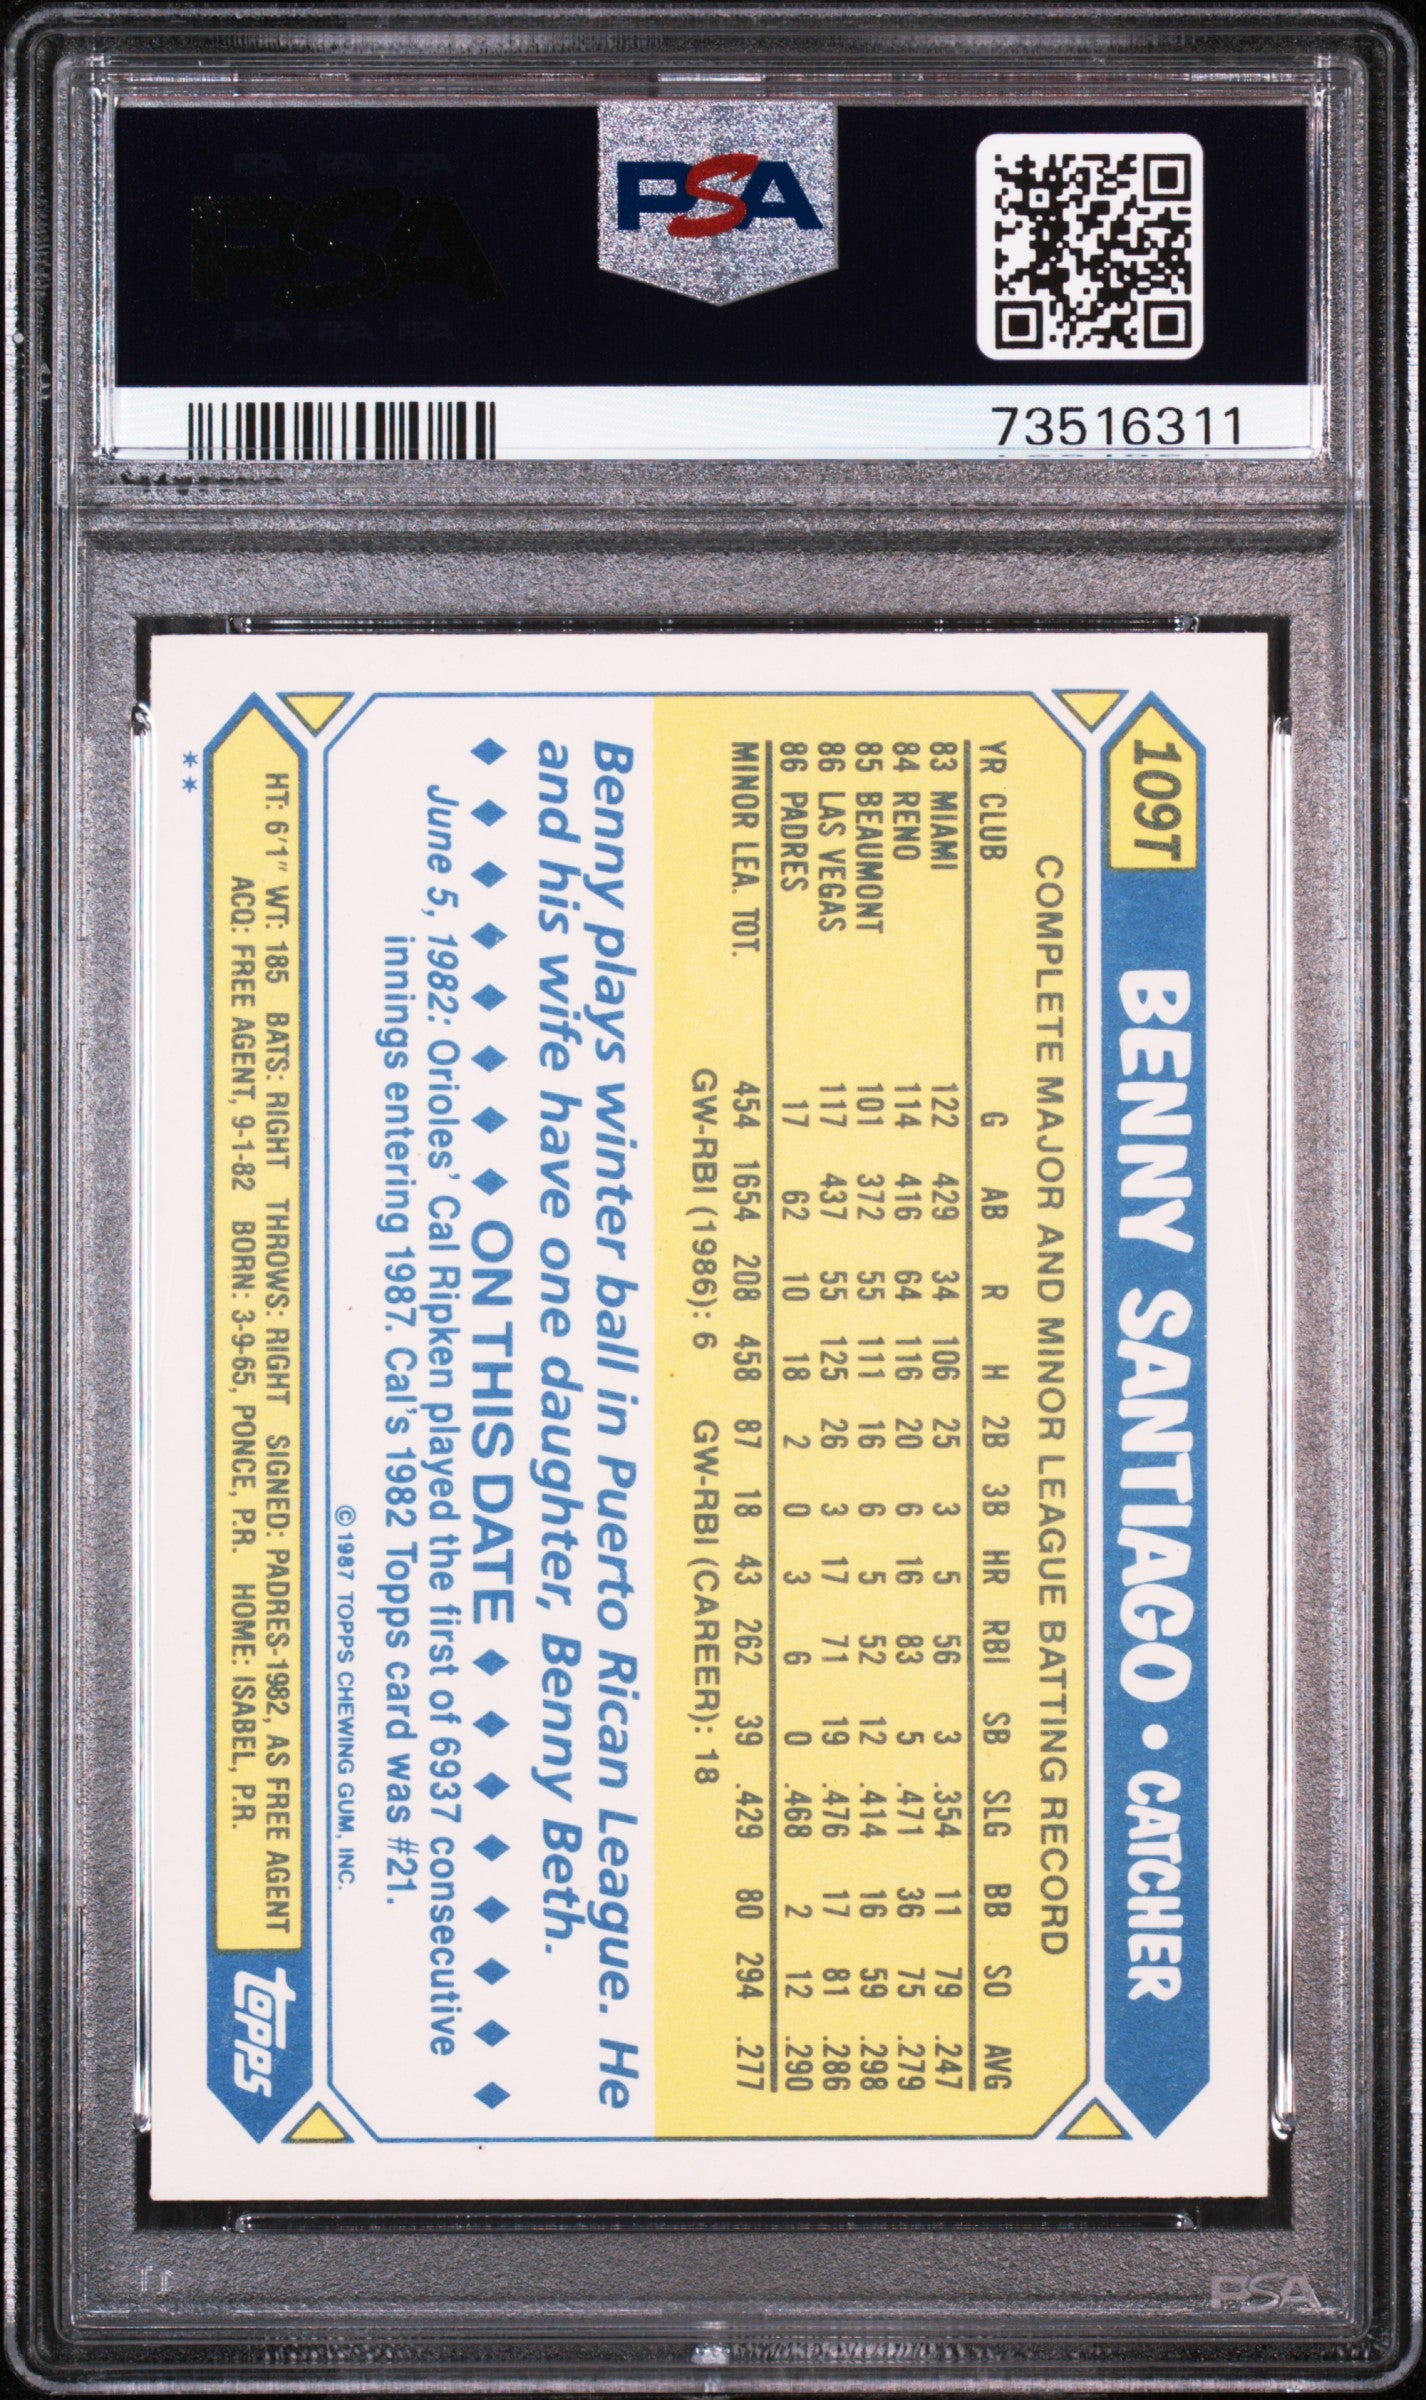 PSA
73516311
109T BENNY SANTIAGO • CATCHER
COMPLETE MAJOR AND MINOR LEAGUE BATTING RECORD
YR CLUB G AB R H 2B 3B HR RBI SB SLG BB SO AVG
83 MIAMI 122 429 34 106 25 3 5 56 3 .354 11 79 .247
84 RENO 114 416 64 116 20 6 16 83 5 .471 36 75 .279
85 BEAUMONT 101 372 55 111 16 6 5 52 12 .414 16 59 .298
86 LAS VEGAS 117 437 55 125 26 3 17 71 19 .476 17 81 .286
86 PADRES 17 62 10 18 2 0 3 6 0 .468 2 12 .290
MINOR LEA. TOT. 454 1654 208 458 87 18 43 262 39 .429 80 294 .277
GW-RBI (1986): 6 GW-RBI (CAREER): 18
Benny plays winter ball in Puerto Rican League. He
and his wife have one daughter, Benny Beth.
ON THIS DATE
June 5, 1982: Orioles' Cal Ripken played the first of 6937 consecutive
innings entering 1987. Cal's 1982 Topps card was #21.
©1987 TOPPS CHEWING GUM, INC.
HT: 6'1" WT: 185 BATS: RIGHT THROWS: RIGHT SIGNED: PADRES-1982, AS FREE AGENT
ACQ: FREE AGENT, 9-1-82 BORN: 3-9-65, PONCE, P.R. HOME: ISABEL, P.R.
topps
**
PSA